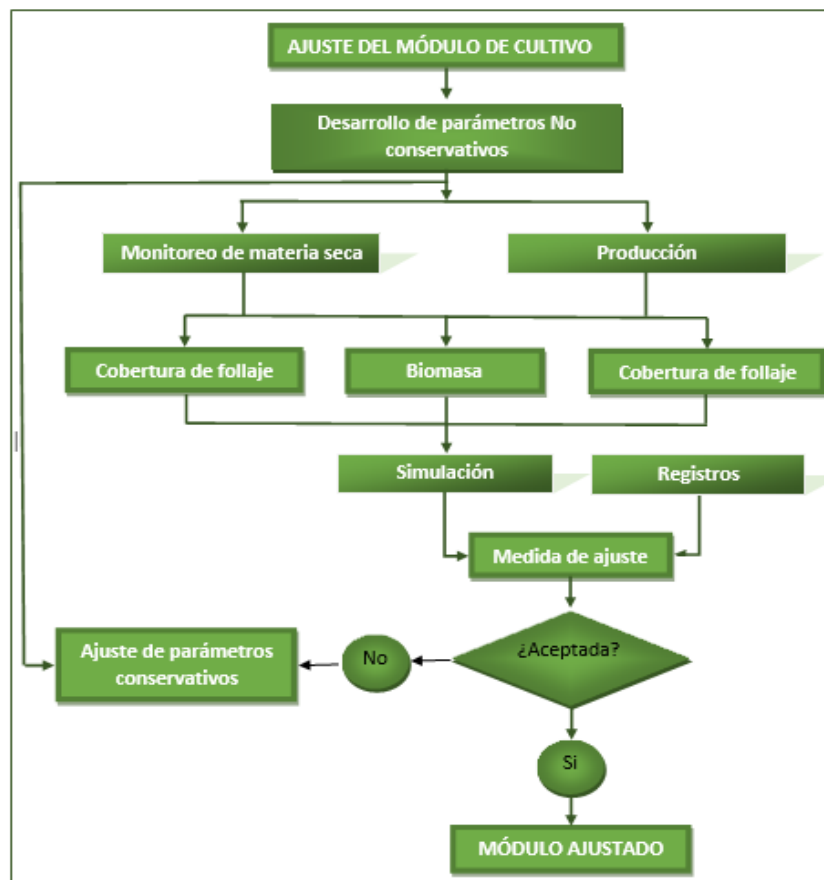 AJUSTE DEL MÓDULO DE CULTIVO
Desarrollo de parámetros No
conservativos
Monitoreo de materia seca
Producción
Cobertura de follaje
Biomasa
Cobertura de follaje
Simulación
Registros
Medida de ajuste
¿Aceptada?
No
Ajuste de parámetros
conservativos
Si
MÓDULO AJUSTADO